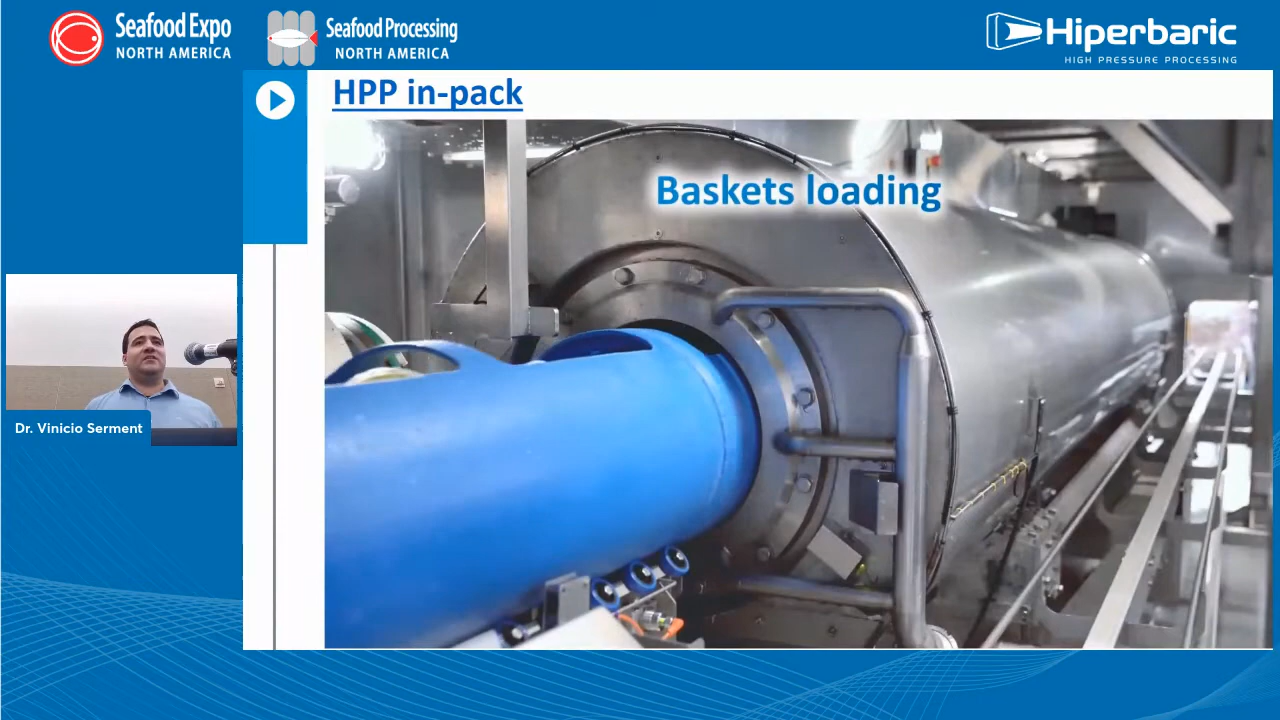 Seafood Expo
NORTH AMERICA
Seafood Processing
NORTH AMERICA
Hiperbaric
HIGH PRESSURE PROCESSING
HPP in-pack
Baskets loading
Dr. Vinicio Serment